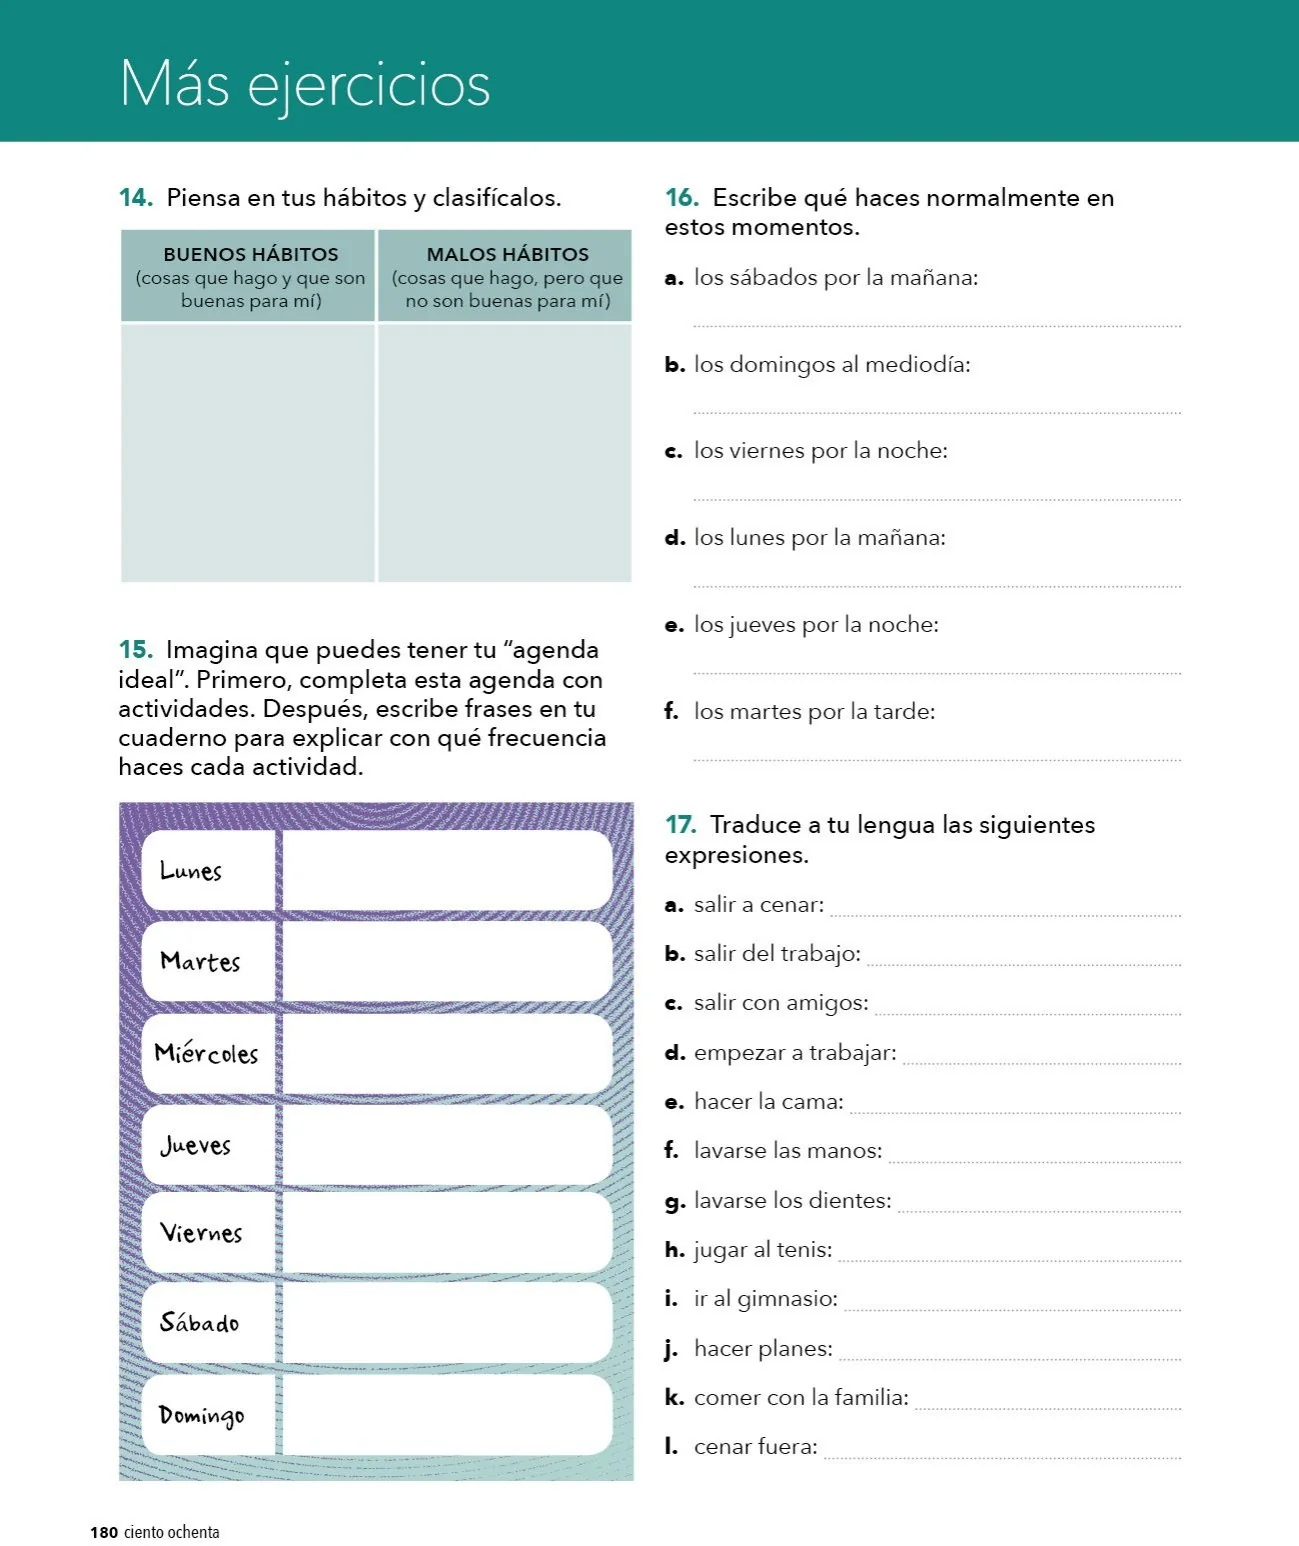 Más ejercicios
14. Piensa en tus hábitos y clasifícalos.
BUENOS HÁBITOS
(cosas que hago y que son
buenas para mí)
MALOS HÁBITOS
(cosas que hago, pero que
no son buenas para mí)
15. Imagina que puedes tener tu “agenda
ideal”. Primero, completa esta agenda con
actividades. Después, escribe frases en tu
cuaderno para explicar con qué frecuencia
haces cada actividad.
Lunes
Martes
Miércoles
Jueves
Viernes
Sábado
Domingo
16. Escribe qué haces normalmente en
estos momentos.
a. los sábados por la mañana:
b. los domingos al mediodía:
c. los viernes por la noche:
d. los lunes por la mañana:
e. los jueves por la noche:
f. los martes por la tarde:
17. Traduce a tu lengua las siguientes
expresiones.
a. salir a cenar:
b. salir del trabajo:
c. salir con amigos:
d. empezar a trabajar:
e. hacer la cama:
f. lavarse las manos:
g. lavarse los dientes:
h. jugar al tenis:
i. ir al gimnasio:
j. hacer planes:
k. comer con la familia:
l. cenar fuera:
180 ciento ochenta